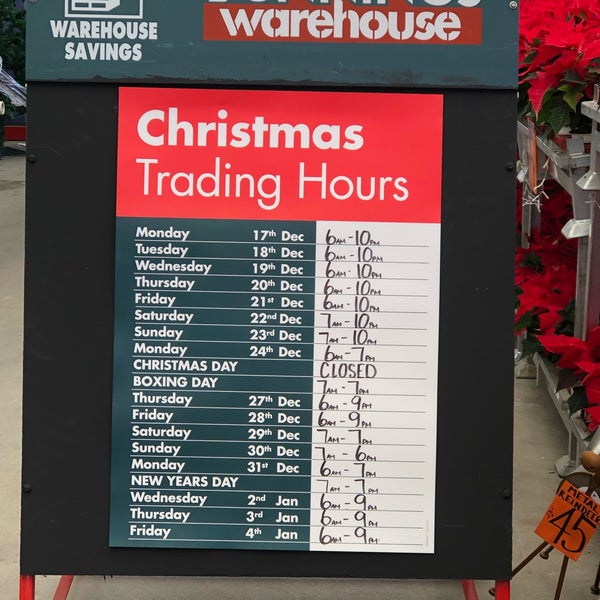 WAREHOUSE
SAVINGS
BUNNINGS
warehouse
Christmas
Trading Hours
Monday 17th Dec 6AM-10PM
Tuesday 18th Dec 6AM-10PM
Wednesday 19th Dec 6AM-10PM
Thursday 20th Dec 6AM-10PM
Friday 21st Dec 6AM-10PM
Saturday 22nd Dec 7AM-10PM
Sunday 23rd Dec 7AM-10PM
Monday 24th Dec 6AM-7PM
CHRISTMAS DAY CLOSED
BOXING DAY 7AM-7PM
Thursday 27th Dec 6AM-9PM
Friday 28th Dec 6AM-9PM
Saturday 29th Dec 7AM-7PM
Sunday 30th Dec 7AM-6PM
Monday 31st Dec 6AM-7PM
NEW YEARS DAY 7AM-7PM
Wednesday 2nd Jan 6AM-9PM
Thursday 3rd Jan 6AM-9PM
Friday 4th Jan 6AM-9PM
METAL
REINDEER
$45